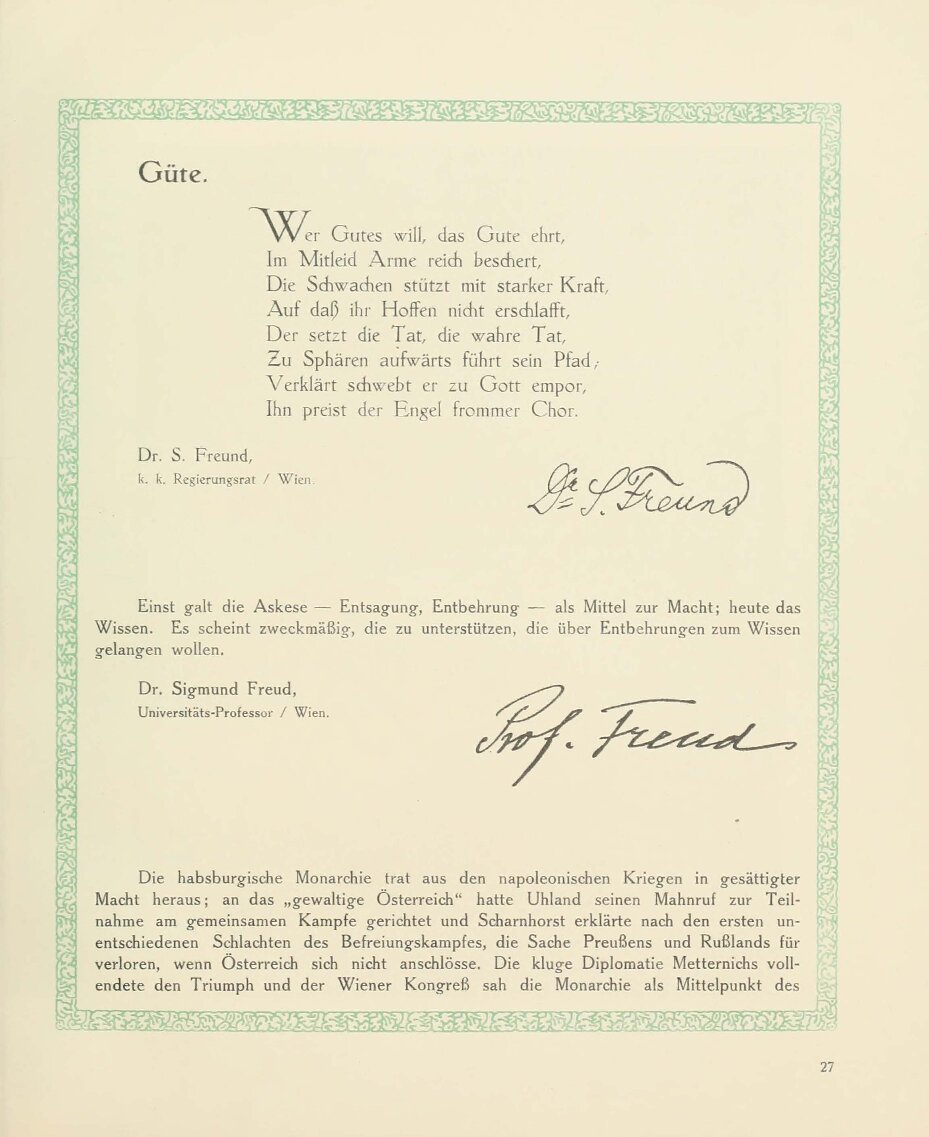 Güte.
Wer Gutes will, das Gute ehrt,
Im Mitleid Arme reich beschert,
Die Schwachen stützt mit starker Kraft,
Auf daß ihr Hoffen nicht erschlafft,
Der setzt die Tat, die wahre Tat,
Zu Sphären aufwärts führt sein Pfad;
Verklärt schwebt er zu Gott empor,
Ihn preist der Engel frommer Chor.
Dr. S. Freund,
k. k. Regierungsrat / Wien.
Dr. S. Freund
Einst galt die Askese — Entsagung, Entbehrung — als Mittel zur Macht; heute das
Wissen. Es scheint zweckmäßig, die zu unterstützen, die über Entbehrungen zum Wissen
gelangen wollen.
Dr. Sigmund Freud,
Universitäts-Professor / Wien.
Prof. Freud
Die habsburgische Monarchie trat aus den napoleonischen Kriegen in gesättigter
Macht heraus; an das „gewaltige Österreich“ hatte Uhland seinen Mahnruf zur Teil-
nahme am gemeinsamen Kampfe gerichtet und Scharnhorst erklärte nach den ersten un-
entschiedenen Schlachten des Befreiungskampfes, die Sache Preußens und Rußlands für
verloren, wenn Österreich sich nicht anschlösse. Die kluge Diplomatie Metternichs voll-
endete den Triumph und der Wiener Kongreß sah die Monarchie als Mittelpunkt des
27